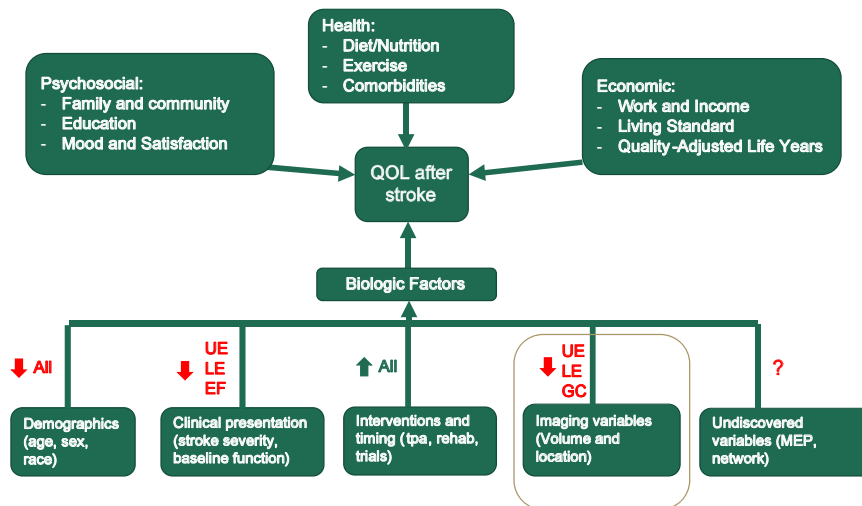 Health:
- Diet/Nutrition
- Exercise
- Comorbidities
Psychosocial:
- Family and community
- Education
- Mood and Satisfaction
Economic:
- Work and Income
- Living Standard
- Quality-Adjusted Life Years
QOL after
stroke
Biologic Factors
All
UE
LE
EF
All
UE
LE
GC
?
Demographics
(age, sex,
race)
Clinical presentation
(stroke severity,
baseline function)
Interventions and
timing (tpa, rehab,
trials)
Imaging variables
(Volume and
location)
Undiscovered
variables (MEP,
network)